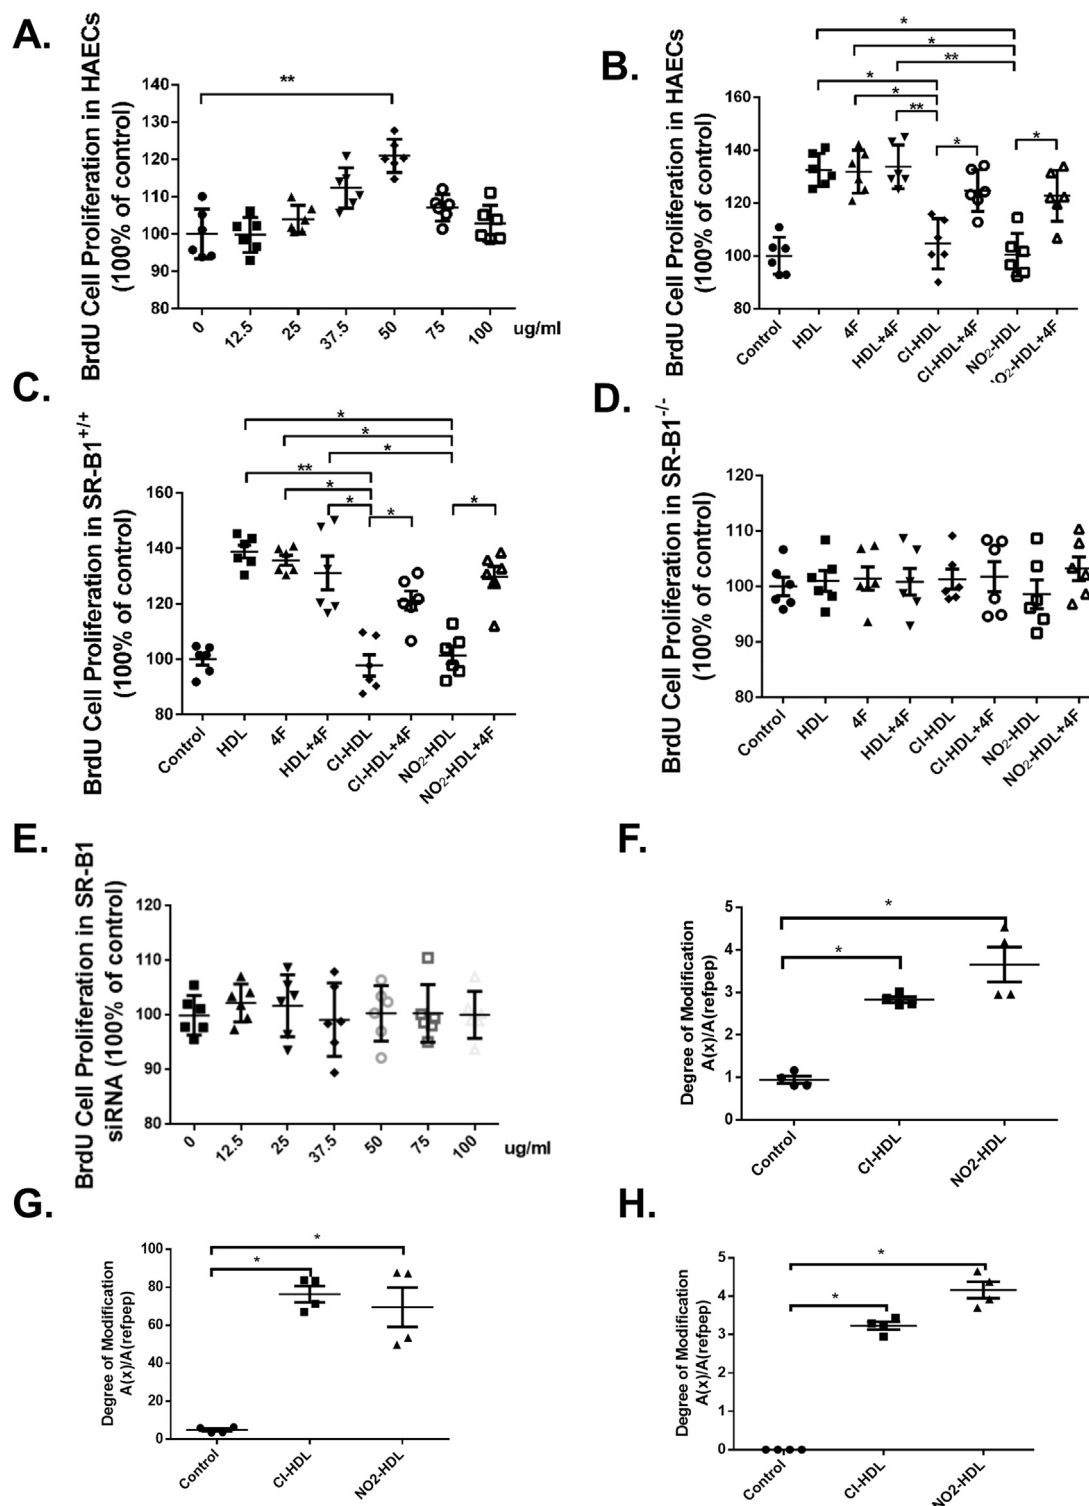 A.
BrdU Cell Proliferation in HAECs
(100% of control)
140
130
120
110
100
90
80
**
0
12.5
25
37.5
50
75
100
ug/ml
B.
BrdU Cell Proliferation in HAECs
(100% of control)
160
140
120
100
80
*
*
**
*
*
**
*
*
Control
HDL
4F
HDL+4F
Cl-HDL
Cl-HDL+4F
NO2-HDL
NO2-HDL+4F
C.
BrdU Cell Proliferation in SR-B1+/+
(100% of control)
160
140
120
100
80
*
*
*
**
*
*
*
*
Control
HDL
4F
HDL+4F
Cl-HDL
Cl-HDL+4F
NO2-HDL
NO2-HDL+4F
D.
BrdU Cell Proliferation in SR-B1-/-
(100% of control)
120
110
100
90
80
Control
HDL
4F
HDL+4F
Cl-HDL
Cl-HDL+4F
NO2-HDL
NO2-HDL+4F
E.
BrdU Cell Proliferation in SR-B1
siRNA (100% of control)
120
110
100
90
80
0
12.5
25
37.5
50
75
100
ug/ml
F.
Degree of Modification
A(x)/A(refpep)
5
4
3
2
1
0
*
*
Control
Cl-HDL
NO2-HDL
G.
Degree of Modification
A(x)/A(refpep)
100
80
60
40
20
0
*
*
Control
Cl-HDL
NO2-HDL
H.
Degree of Modification
A(x)/A(refpep)
5
4
3
2
1
0
*
*
Control
Cl-HDL
NO2-HDL